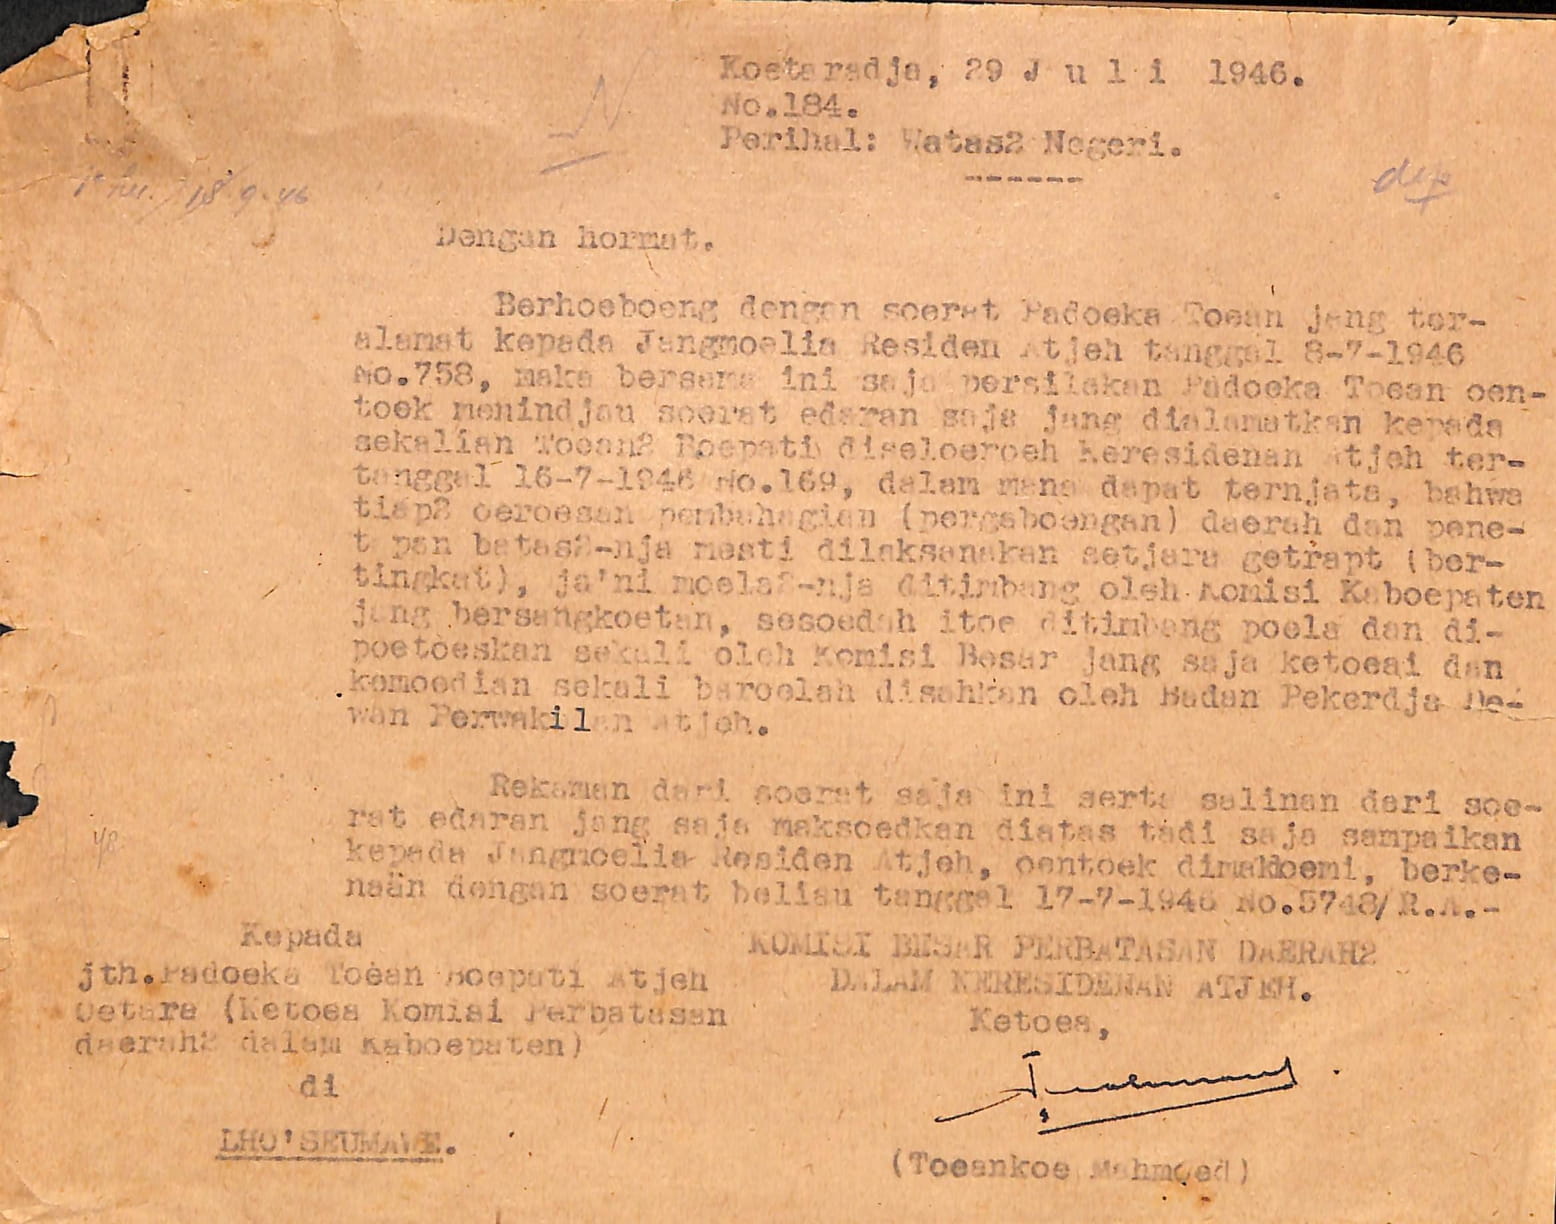 Koetaradja, 29 J u l i 1946.
No.184.
Perihal: Watas2 Negeri.
-------
18.9.46
dep
Dengan hormat.
Berhoeboeng dengan soerat Padoeka Toean jang ter-
alamat kepada Jangmoelia Residen Atjeh tanggal 8-7-1946
No.758, maka bersama ini saja persilakan Padoeka Toean oen-
toek menindjau soerat edaran saja jang dialamatkan kepada
sekalian Toean2 Boepati diseloeroeh Keresidenan Atjeh ter-
tanggal 16-7-1946 No.169, dalam mana dapat ternjata, bahwa
tiap2 oeroesan pembahagian (pergaboengan) daerah dan pene-
tapan batas2-nja mesti dilaksanakan setjara getrapt (ber-
tingkat), ja'ni moela2-nja ditimbang oleh Komisi Kaboepaten
jang bersangkoetan, sesoedah itoe ditimbang poela dan di-
poetoeskan sekali oleh Komisi Besar jang saja ketoeai dan
kemoedian sekali baroelah disahkan oleh Badan Pekerdja De-
wan Perwakilan Atjeh.
Rekaman dari soerat saja ini serta salinan dari soe-
rat edaran jang saja maksoedkan diatas tadi saja sampaikan
kepada Jangmoelia Residen Atjeh, oentoek dimakloemi, berke-
naän dengan soerat beliau tanggal 17-7-1946 No.5748/R.A.-
Kepada
jth.Padoeka Toean Boepati Atjeh
Oetara (Ketoea Komisi Perbatasan
daerah2 dalam Kaboepaten)
di
LHO'SEUMAWE.
KOMISI BESAR PERBATASAN DAERAH2
DALAM KERESIDENAN ATJEH.
Ketoea,
(Toeankoe Mahmoed)